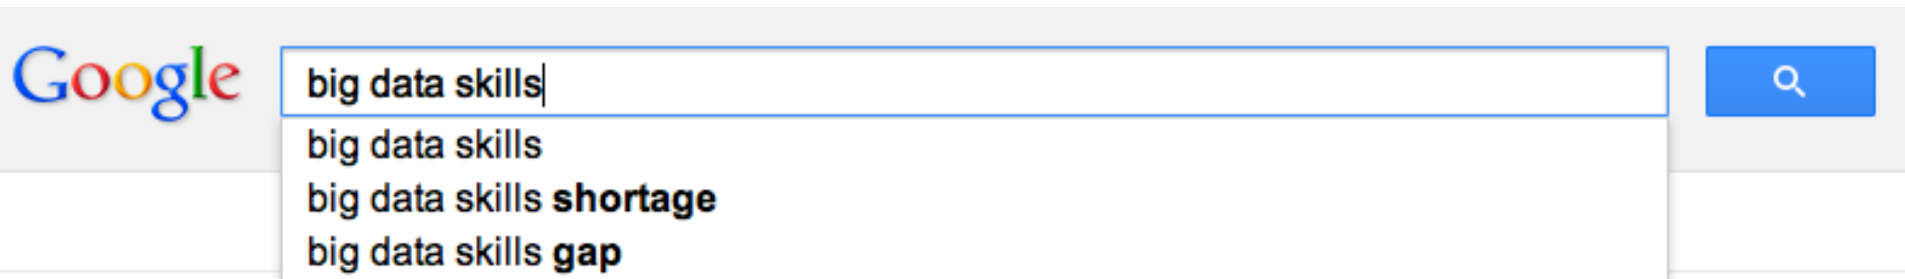 Google
big data skills
big data skills
big data skills shortage
big data skills gap